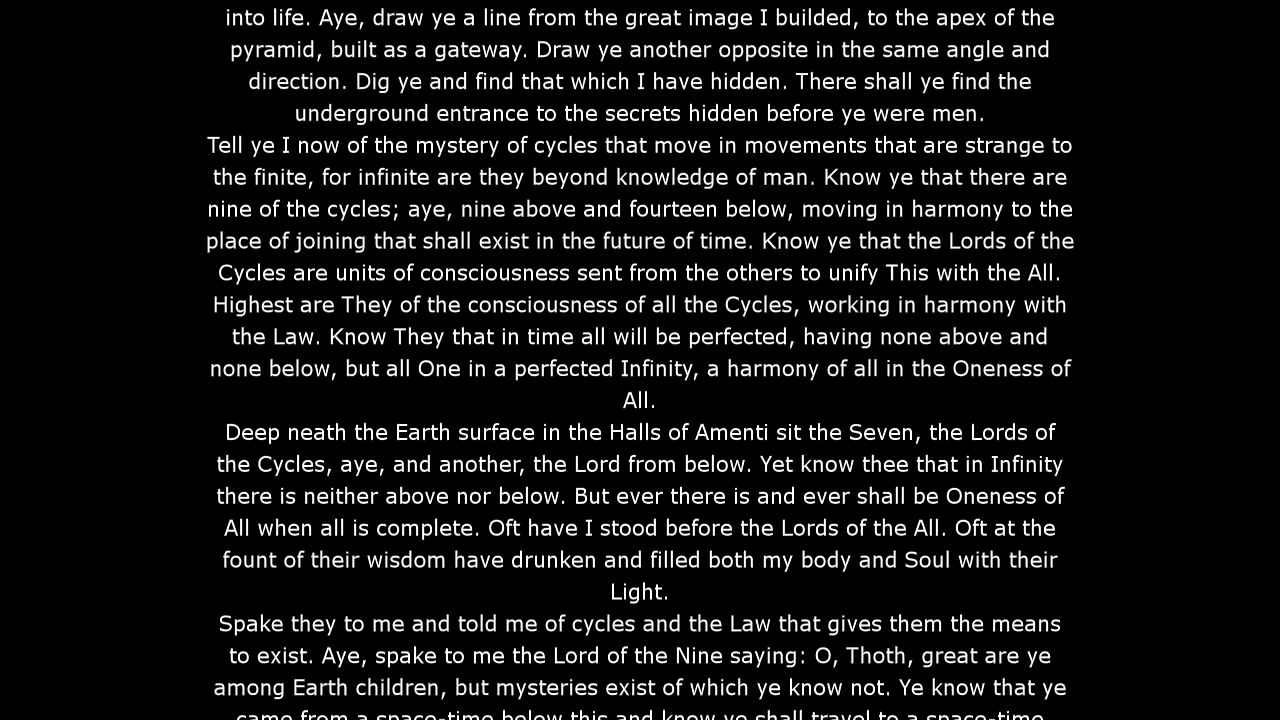 into life. Aye, draw ye a line from the great image I builded, to the apex of the
pyramid, built as a gateway. Draw ye another opposite in the same angle and
direction. Dig ye and find that which I have hidden. There shall ye find the
underground entrance to the secrets hidden before ye were men.
Tell ye I now of the mystery of cycles that move in movements that are strange to
the finite, for infinite are they beyond knowledge of man. Know ye that there are
nine of the cycles; aye, nine above and fourteen below, moving in harmony to the
place of joining that shall exist in the future of time. Know ye that the Lords of the
Cycles are units of consciousness sent from the others to unify This with the All.
Highest are They of the consciousness of all the Cycles, working in harmony with
the Law. Know They that in time all will be perfected, having none above and
none below, but all One in a perfected Infinity, a harmony of all in the Oneness of
All.
Deep neath the Earth surface in the Halls of Amenti sit the Seven, the Lords of
the Cycles, aye, and another, the Lord from below. Yet know thee that in Infinity
there is neither above nor below. But ever there is and ever shall be Oneness of
All when all is complete. Oft have I stood before the Lords of the All. Oft at the
fount of their wisdom have drunken and filled both my body and Soul with their
Light.
Spake they to me and told me of cycles and the Law that gives them the means
to exist. Aye, spake to me the Lord of the Nine saying: O, Thoth, great are ye
among Earth children, but mysteries exist of which ye know not. Ye know that ye
came from a space-time below this and know ye shall travel to a space-time